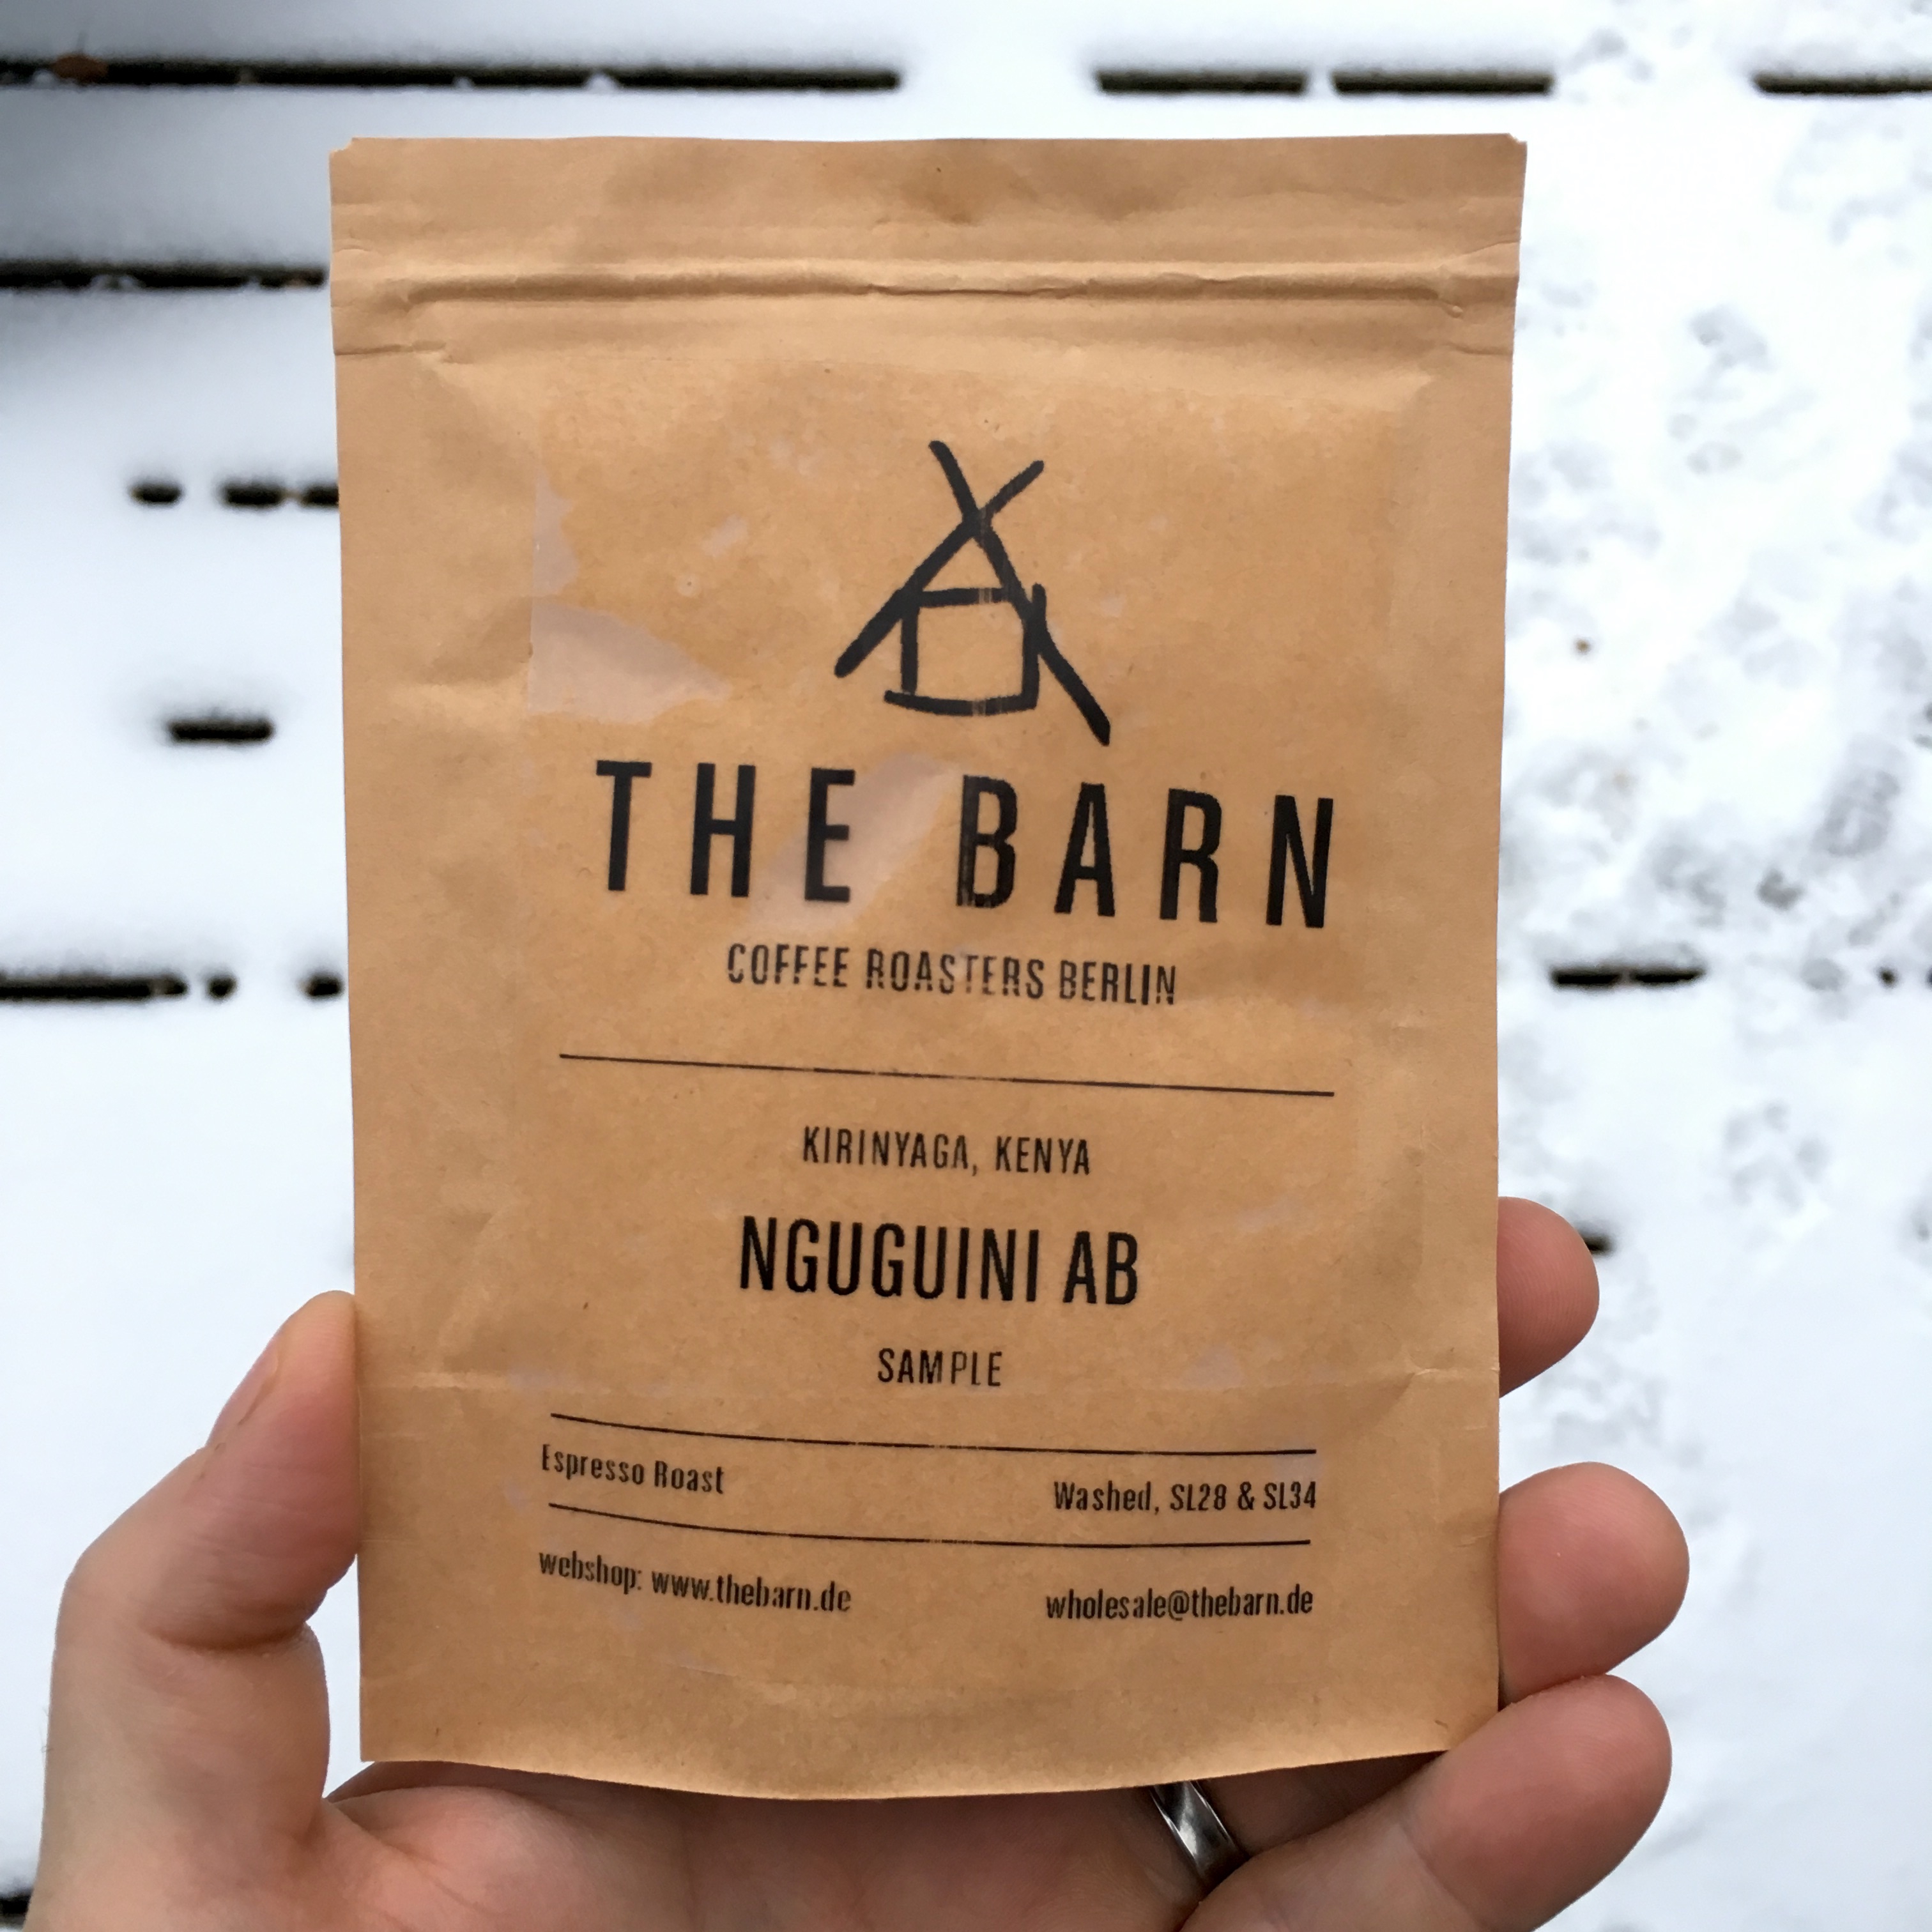 THE BARN
COFFEE ROASTERS BERLIN
KIRINYAGA, KENYA
NGUGUINI AB
SAMPLE
Espresso Roast
Washed, SL28 & SL34
webshop: www.thebarn.de
wholesale@thebarn.de